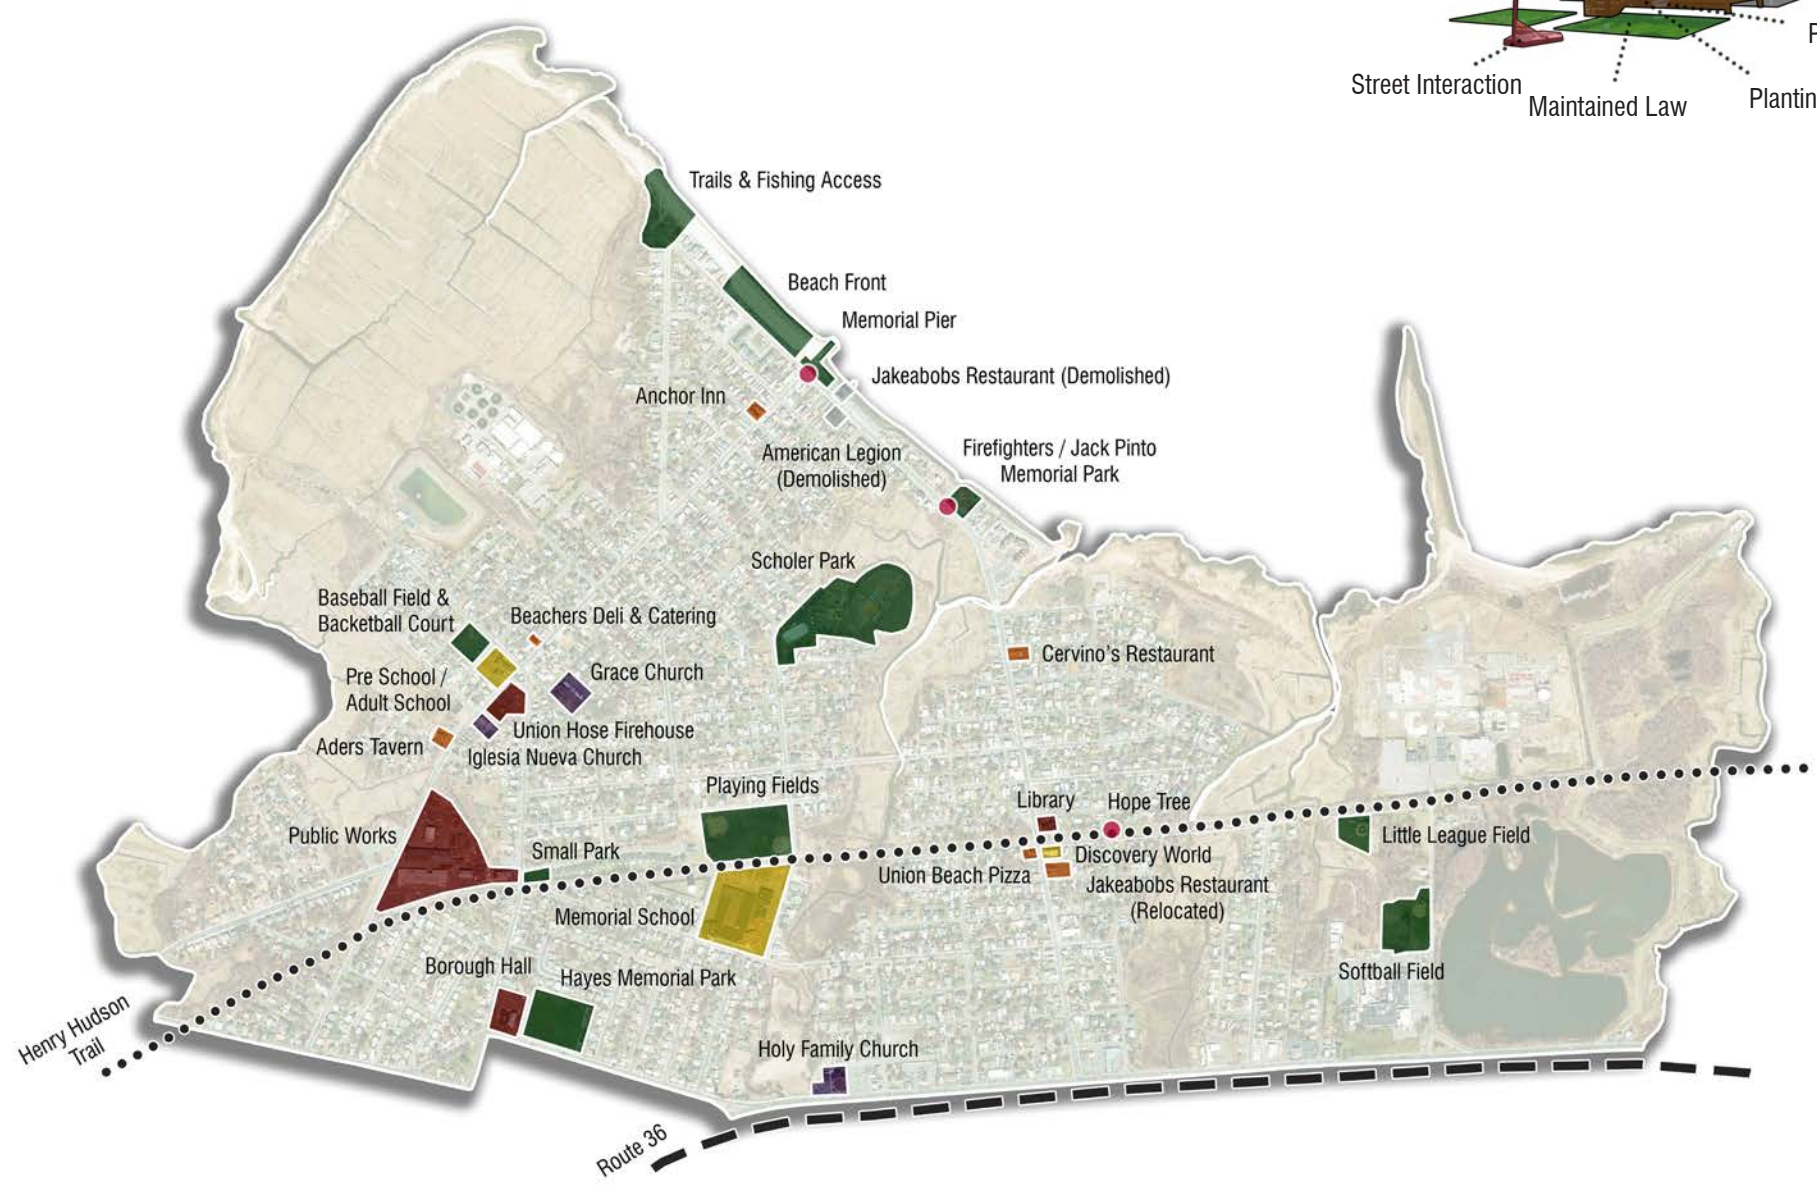 Street Interaction
Maintained Law
Trails & Fishing Access
Beach Front
Memorial Pier
Jakeabobs Restaurant (Demolished)
Anchor Inn
American Legion
(Demolished)
Firefighters / Jack Pinto
Memorial Park
Scholer Park
Baseball Field &
Backetball Court
Beachers Deli & Catering
Grace Church
Pre School /
Adult School
Cervino's Restaurant
Union Hose Firehouse
Aders Tavern
Iglesia Nueva Church
Playing Fields
Library
Hope Tree
Public Works
Small Park
Little League Field
Discovery World
Union Beach Pizza
Jakeabobs Restaurant
(Relocated)
Memorial School
Borough Hall
Hayes Memorial Park
Softball Field
Henry Hudson
Trail
Holy Family Church
Route 36